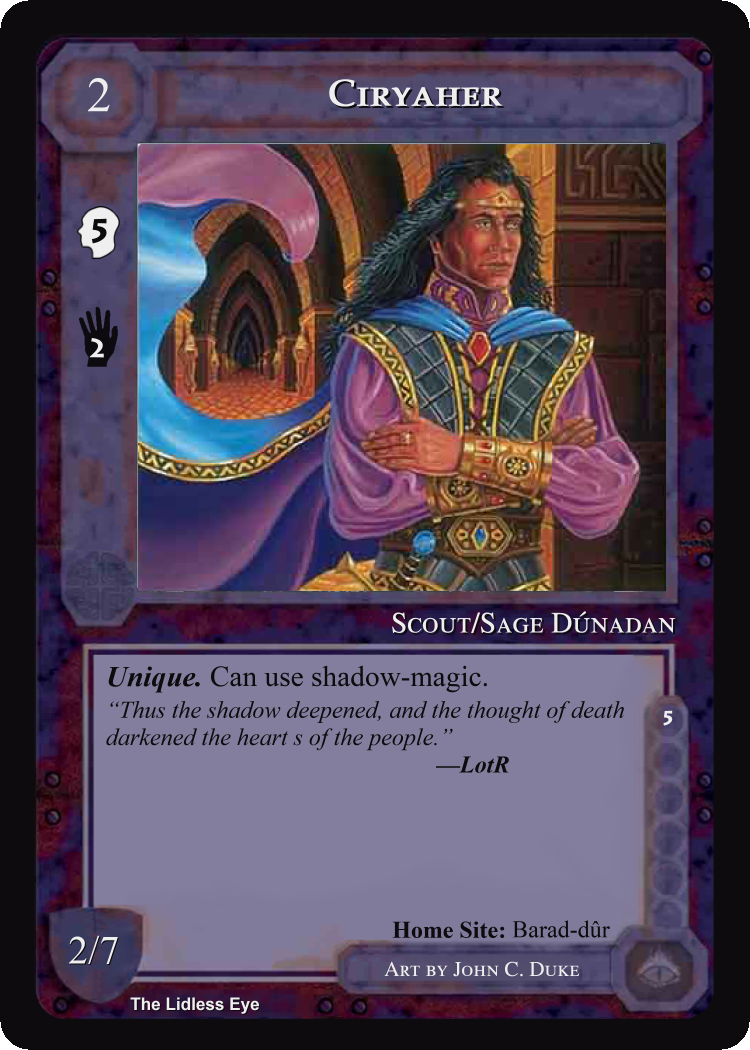 2
Ciryaher
5
2
Scout/Sage Dúnadan
Unique. Can use shadow-magic.
“Thus the shadow deepened, and the thought of death
darkened the heart s of the people.”
—LotR
5
Home Site: Barad-dûr
2/7
Art by John C. Duke
The Lidless Eye